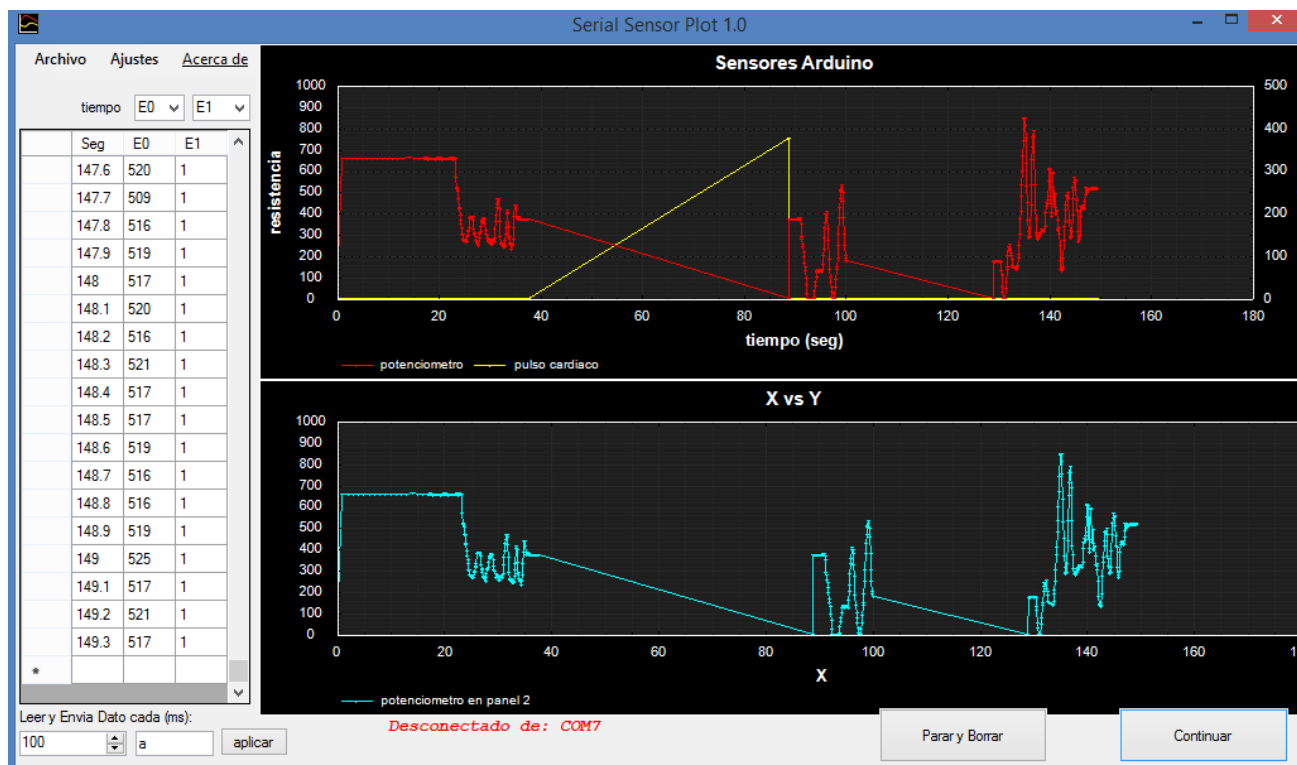 Serial Sensor Plot 1.0
Archivo Ajustes Acerca de
tiempo E0 E1
Seg E0 E1
147.6 520 1
147.7 509 1
147.8 516 1
147.9 519 1
148 517 1
148.1 520 1
148.2 516 1
148.3 521 1
148.4 517 1
148.5 517 1
148.6 519 1
148.7 516 1
148.8 516 1
148.9 519 1
149 525 1
149.1 517 1
149.2 521 1
149.3 517 1
*
Leer y Envia Dato cada (ms):
100 a aplicar
Sensores Arduino
resistencia
1000
900
800
700
600
500
400
300
200
100
0
500
400
300
200
100
0
0 20 40 60 80 100 120 140 160 180
tiempo (seg)
potenciometro pulso cardiaco
X vs Y
1000
900
800
700
600
500
400
300
200
100
0
0 20 40 60 80 100 120 140 160
X
potenciometro en panel 2
Desconectado de: COM7
Parar y Borrar
Continuar